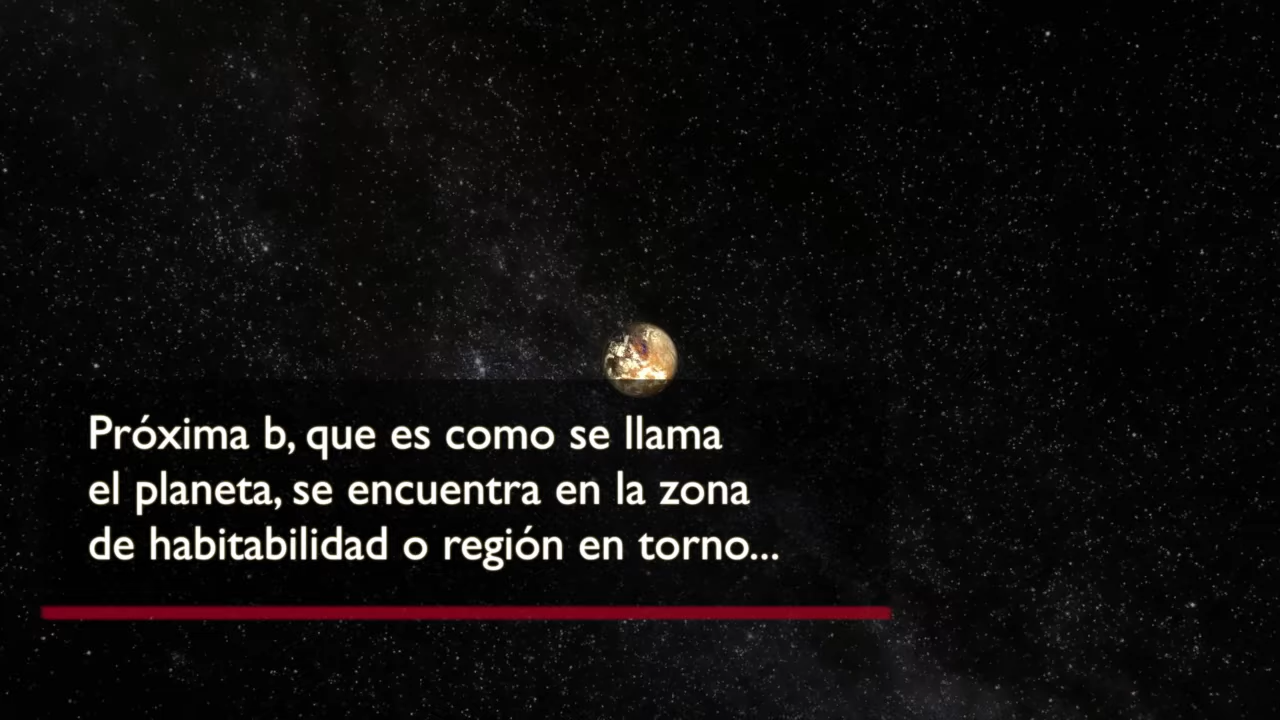 Próxima b, que es como se llama
el planeta, se encuentra en la zona
de habitabilidad o región en torno...